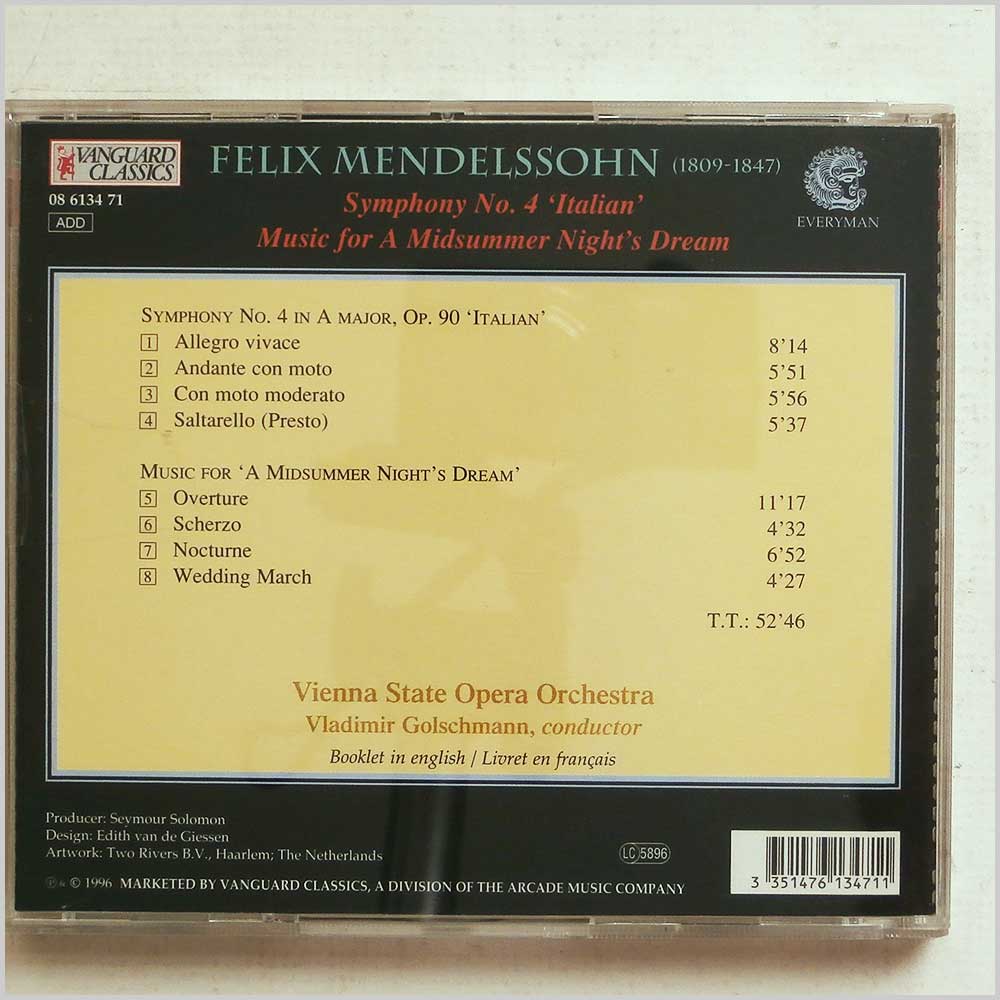 VANGUARD
CLASSICS
08 6134 71
ADD
FELIX MENDELSSOHN (1809-1847)
Symphony No. 4 ‘Italian’
Music for A Midsummer Night's Dream
EVERYMAN
SYMPHONY NO. 4 IN A MAJOR, OP. 90 ‘ITALIAN’
1 Allegro vivace 8’14
2 Andante con moto 5’51
3 Con moto moderato 5’56
4 Saltarello (Presto) 5’37
MUSIC FOR ‘A MIDSUMMER NIGHT’S DREAM’
5 Overture 11’17
6 Scherzo 4’32
7 Nocturne 6’52
8 Wedding March 4’27
T.T.: 52’46
Vienna State Opera Orchestra
Vladimir Golschmann, conductor
Booklet in english / Livret en français
Producer: Seymour Solomon
Design: Edith van de Giessen
Artwork: Two Rivers B.V., Haarlem; The Netherlands
℗ & © 1996 MARKETED BY VANGUARD CLASSICS, A DIVISION OF THE ARCADE MUSIC COMPANY
LC 5896
3 351476 134711